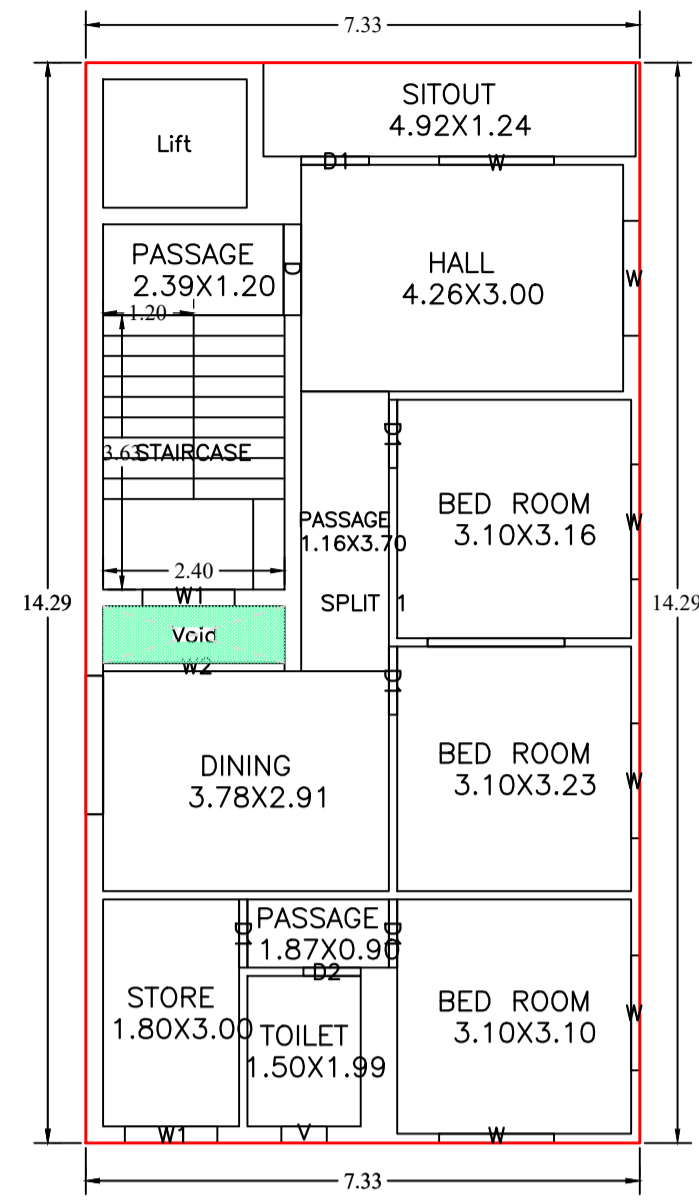 7.33
SITOUT
4.92X1.24
Lift
D1
W
PASSAGE
2.39X1.20
D
HALL
4.26X3.00
W
1.20
3.63
STAIRCASE
D1
BED ROOM
3.10X3.16
W
PASSAGE
1.16X3.70
2.40
14.29
14.29
W1
SPLIT 1
Void
W2
D1
DINING
3.78X2.91
BED ROOM
3.10X3.23
W
D1
PASSAGE
1.87X0.90
D1
D2
STORE
1.80X3.00
TOILET
1.50X1.99
BED ROOM
3.10X3.10
W
W1
V
W
7.33